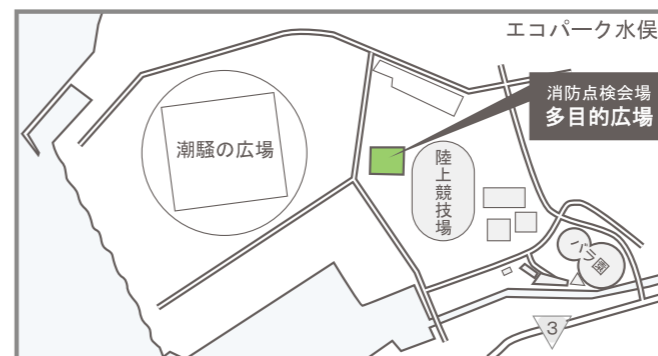 エコパーク水俣
消防点検会場
多目的広場
潮騒の広場
陸上競技場
バラ園
3